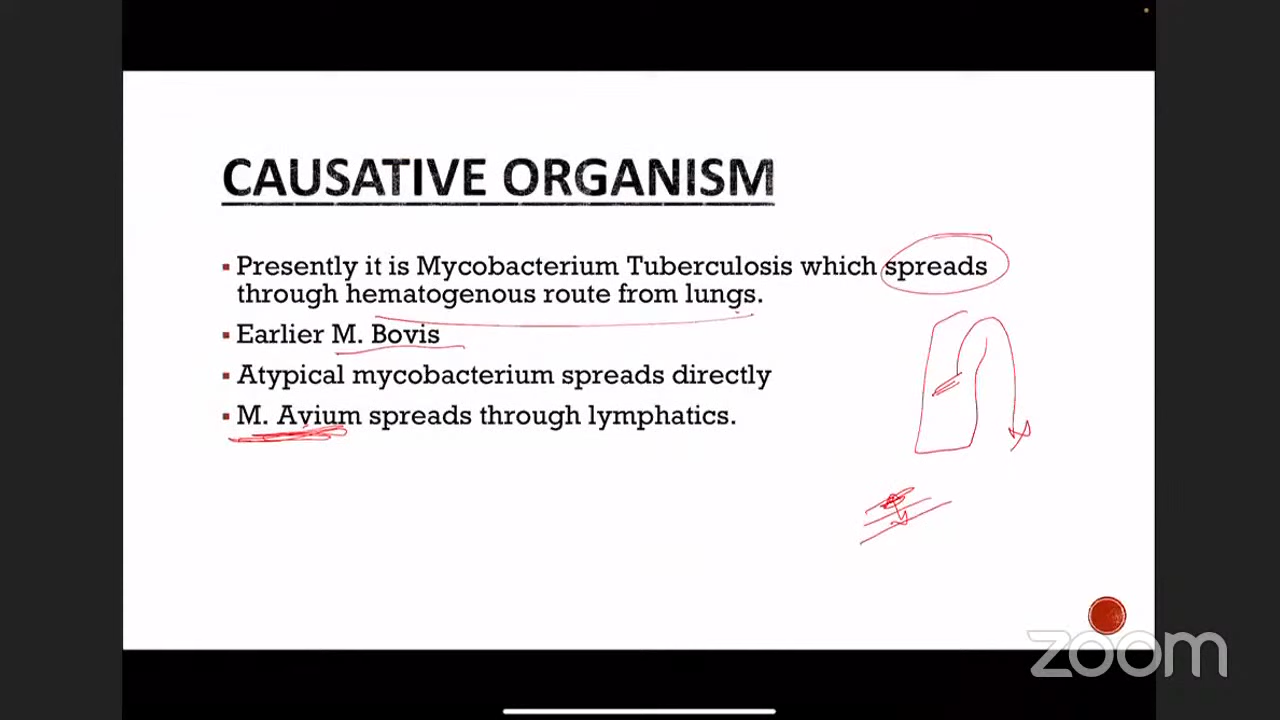 CAUSATIVE ORGANISM
▪ Presently it is Mycobacterium Tuberculosis which spreads
through hematogenous route from lungs.
▪ Earlier M. Bovis
▪ Atypical mycobacterium spreads directly
▪ M. Avium spreads through lymphatics.
zoom